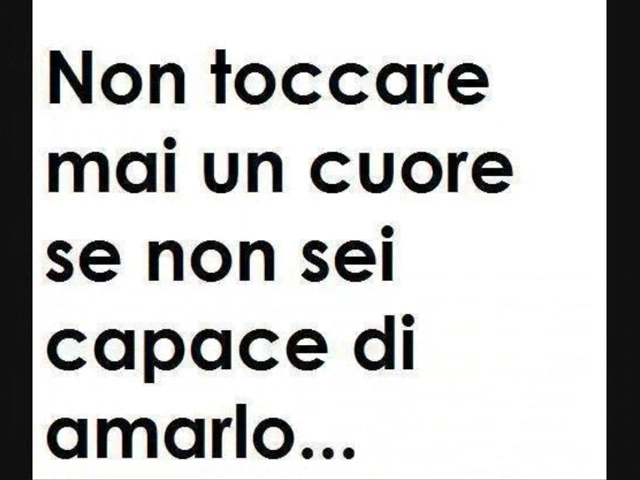 Non toccare
mai un cuore
se non sei
capace di
amarlo...